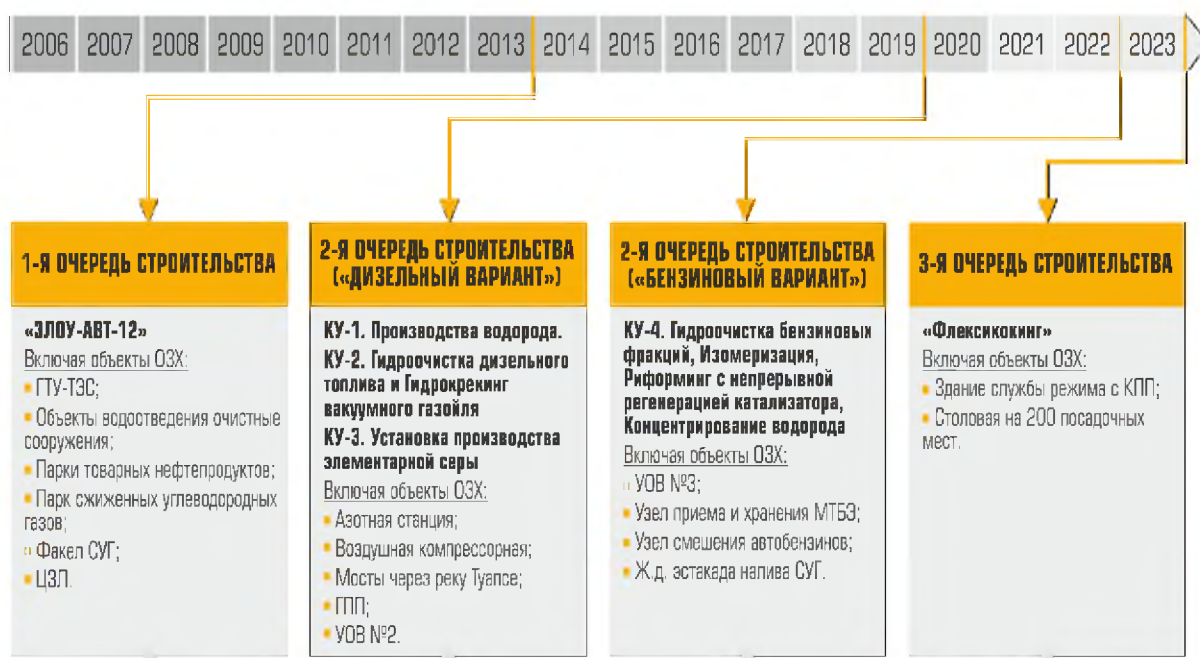 2006 2007 2008 2009 2010 2011 2012 2013 2014 2015 2016 2017 2018 2019 2020 2021 2022 2023
1-Я ОЧЕРЕДЬ СТРОИТЕЛЬСТВА
«ЭЛОУ-АВТ-12»
Включая объекты ОЗХ:
ГТУ-ТЭС;
Объекты водоотведения очистные
сооружения;
Парки товарных нефтепродуктов;
Парк сжиженных углеводородных
газов;
Факел СУГ;
ЦЗЛ.
2-Я ОЧЕРЕДЬ СТРОИТЕЛЬСТВА
(«ДИЗЕЛЬНЫЙ ВАРИАНТ»)
КУ-1. Производства водорода.
КУ-2. Гидроочистка дизельного
топлива и Гидрокрекинг
вакуумного газойля
КУ-3. Установка производства
элементарной серы
Включая объекты ОЗХ:
Азотная станция;
Воздушная компрессорная;
Мосты через реку Туапсе;
ГПП;
УОВ №2.
2-Я ОЧЕРЕДЬ СТРОИТЕЛЬСТВА
(«БЕНЗИНОВЫЙ ВАРИАНТ»)
КУ-4. Гидроочистка бензиновых
фракций, Изомеризация,
Риформинг с непрерывной
регенерацией катализатора,
Концентрирование водорода
Включая объекты ОЗХ:
УОВ №3;
Узел приема и хранения МТБЭ;
Узел смешения автобензинов;
Ж.д. эстакада налива СУГ.
3-Я ОЧЕРЕДЬ СТРОИТЕЛЬСТВА
«Флексикокинг»
Включая объекты ОЗХ:
Здание службы режима с КПП;
Столовая на 200 посадочных
мест.